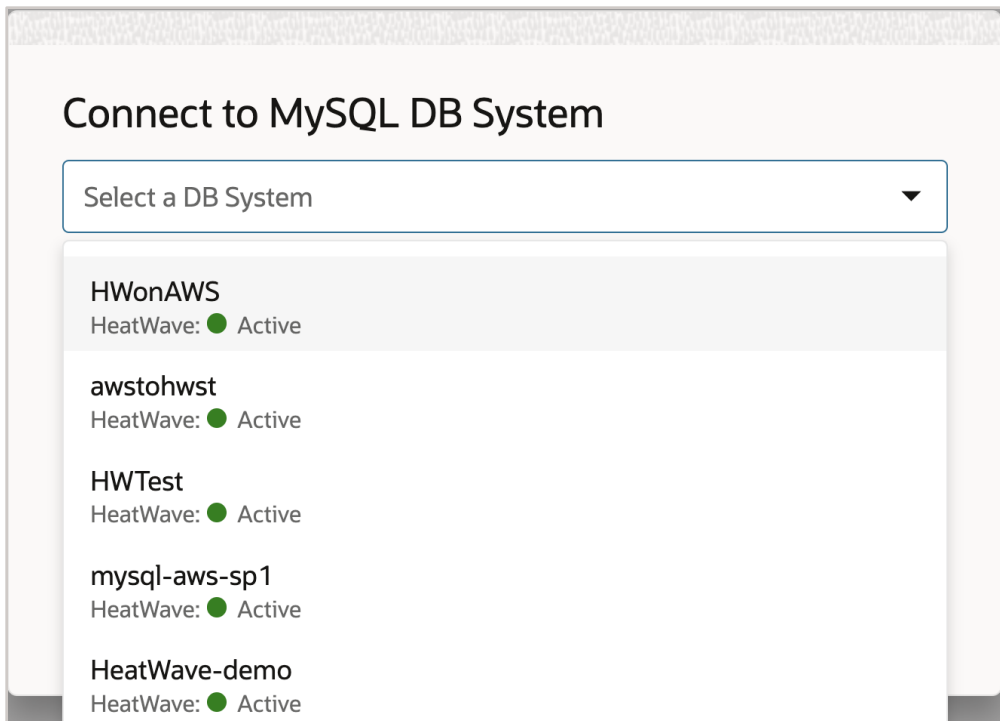 Connect to MySQL DB System
Select a DB System
HWonAWS
HeatWave: Active
awstohwst
HeatWave: Active
HWTest
HeatWave: Active
mysql-aws-sp1
HeatWave: Active
HeatWave-demo
HeatWave: Active